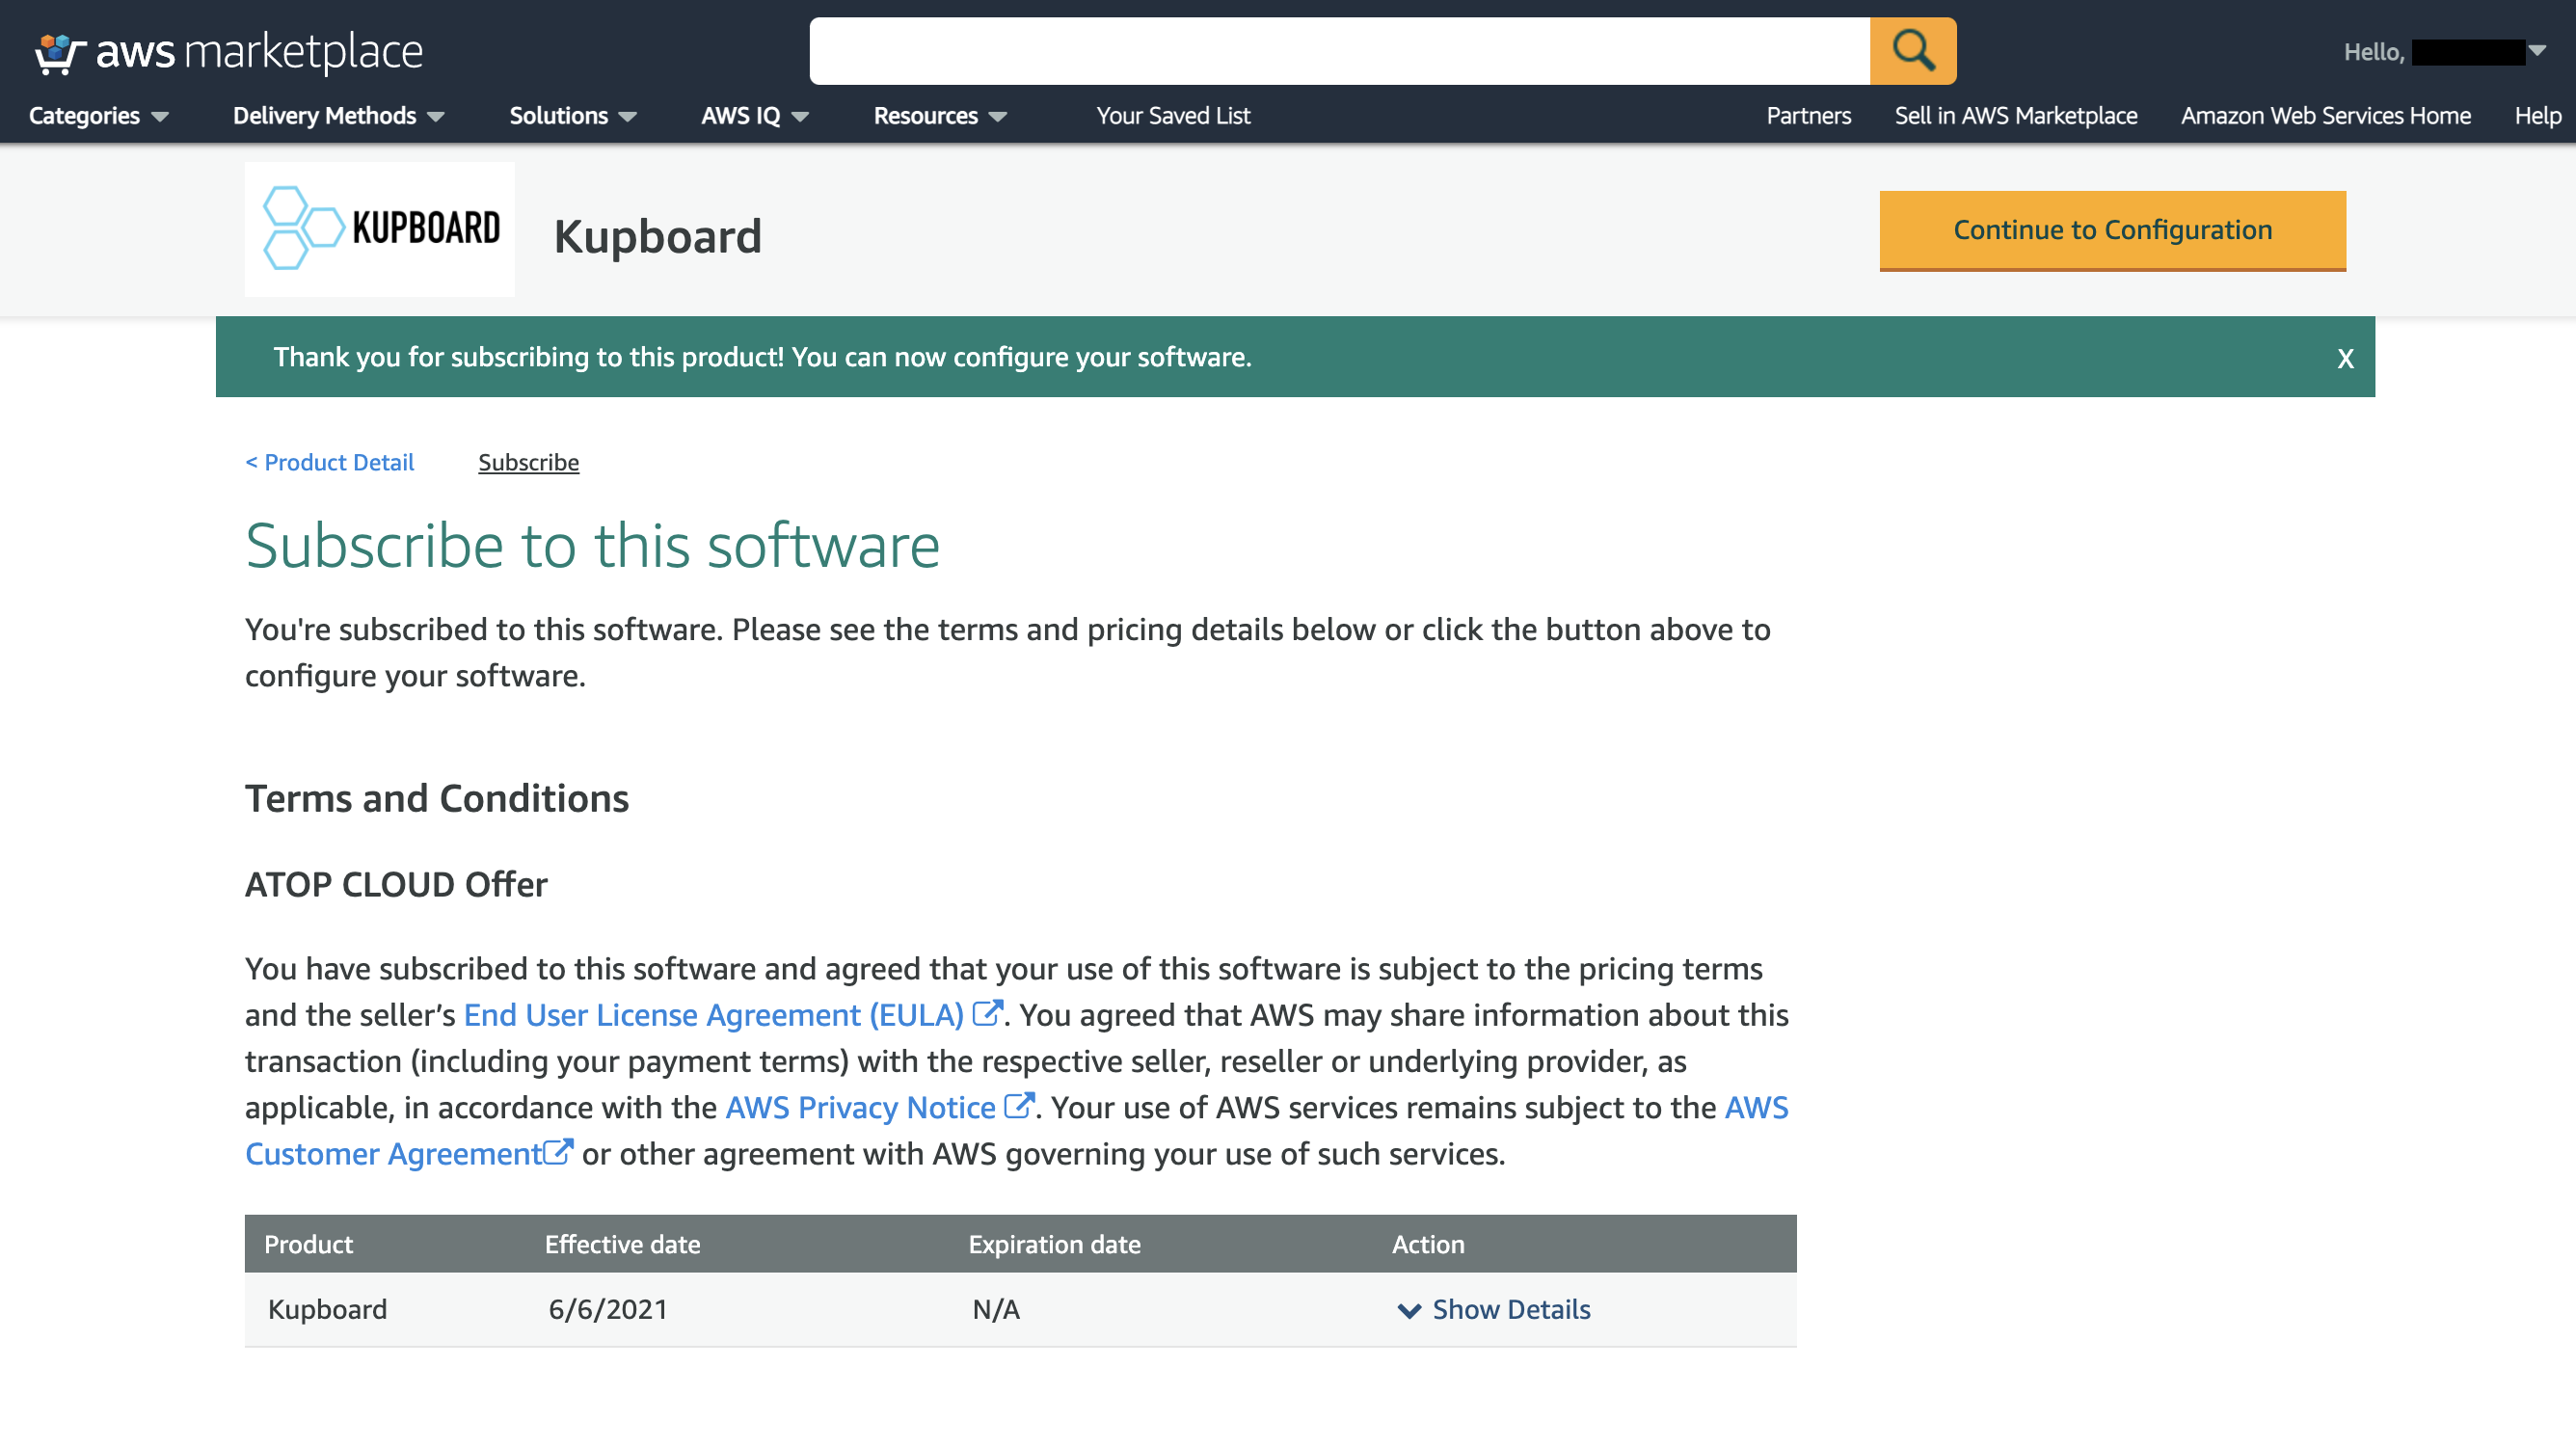 aws marketplace
Hello,
Categories Delivery Methods Solutions AWS IQ Resources Your Saved List Partners Sell in AWS Marketplace Amazon Web Services Home Help
KUPBOARD
Kupboard
Continue to Configuration
Thank you for subscribing to this product! You can now configure your software.
X
< Product Detail Subscribe
Subscribe to this software
You're subscribed to this software. Please see the terms and pricing details below or click the button above to
configure your software.
Terms and Conditions
ATOP CLOUD Offer
You have subscribed to this software and agreed that your use of this software is subject to the pricing terms
and the seller’s End User License Agreement (EULA) . You agreed that AWS may share information about this
transaction (including your payment terms) with the respective seller, reseller or underlying provider, as
applicable, in accordance with the AWS Privacy Notice . Your use of AWS services remains subject to the AWS
Customer Agreement or other agreement with AWS governing your use of such services.
Product Effective date Expiration date Action
Kupboard 6/6/2021 N/A Show Details